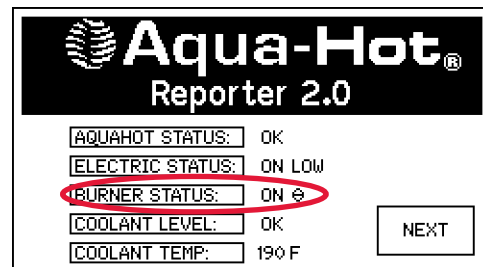 Aqua-Hot®
Reporter 2.0
AQUAHOT STATUS: OK
ELECTRIC STATUS: ON LOW
BURNER STATUS: ON ⊖
COOLANT LEVEL: OK
NEXT
COOLANT TEMP: 190 F